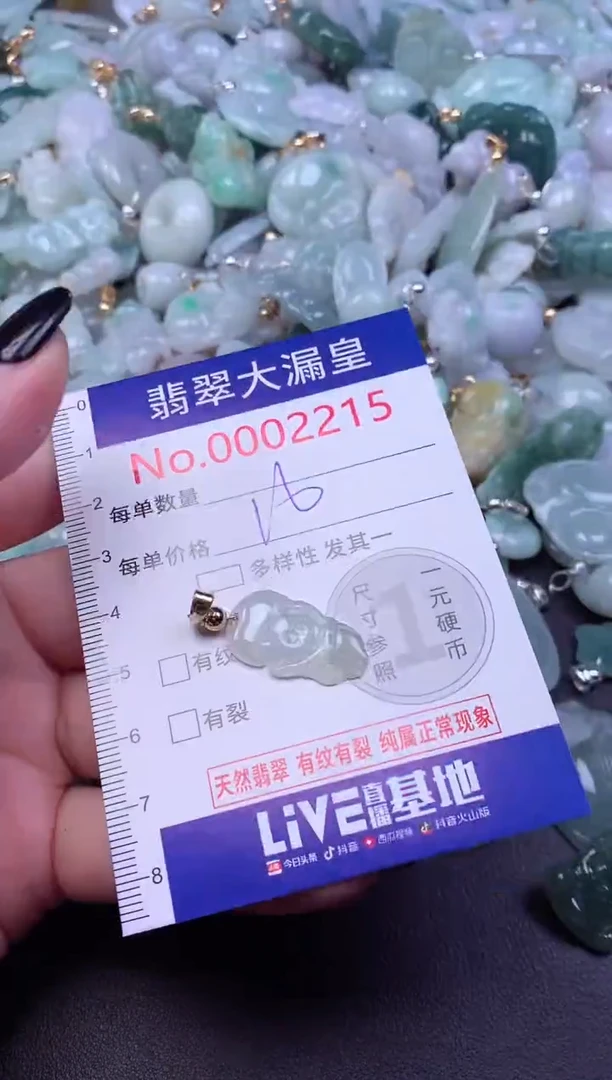 翡翠大漏皇
No.0002215
每单数量
每单价格
多样性 发其一
一元硬币
尺寸参照
1
有纹
有裂
天然翡翠 有纹有裂 纯属正常现象
LiVE直播基地
今日头条 抖音 西瓜视频 抖音火山版
0
1
2
3
4
5
6
7
8